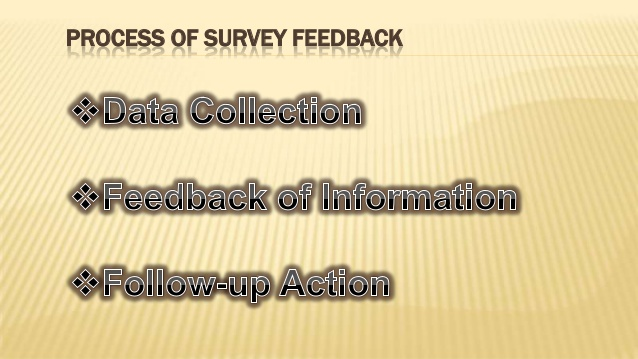 PROCESS OF SURVEY FEEDBACK
❖Data Collection
❖Feedback of Information
❖Follow-up Action